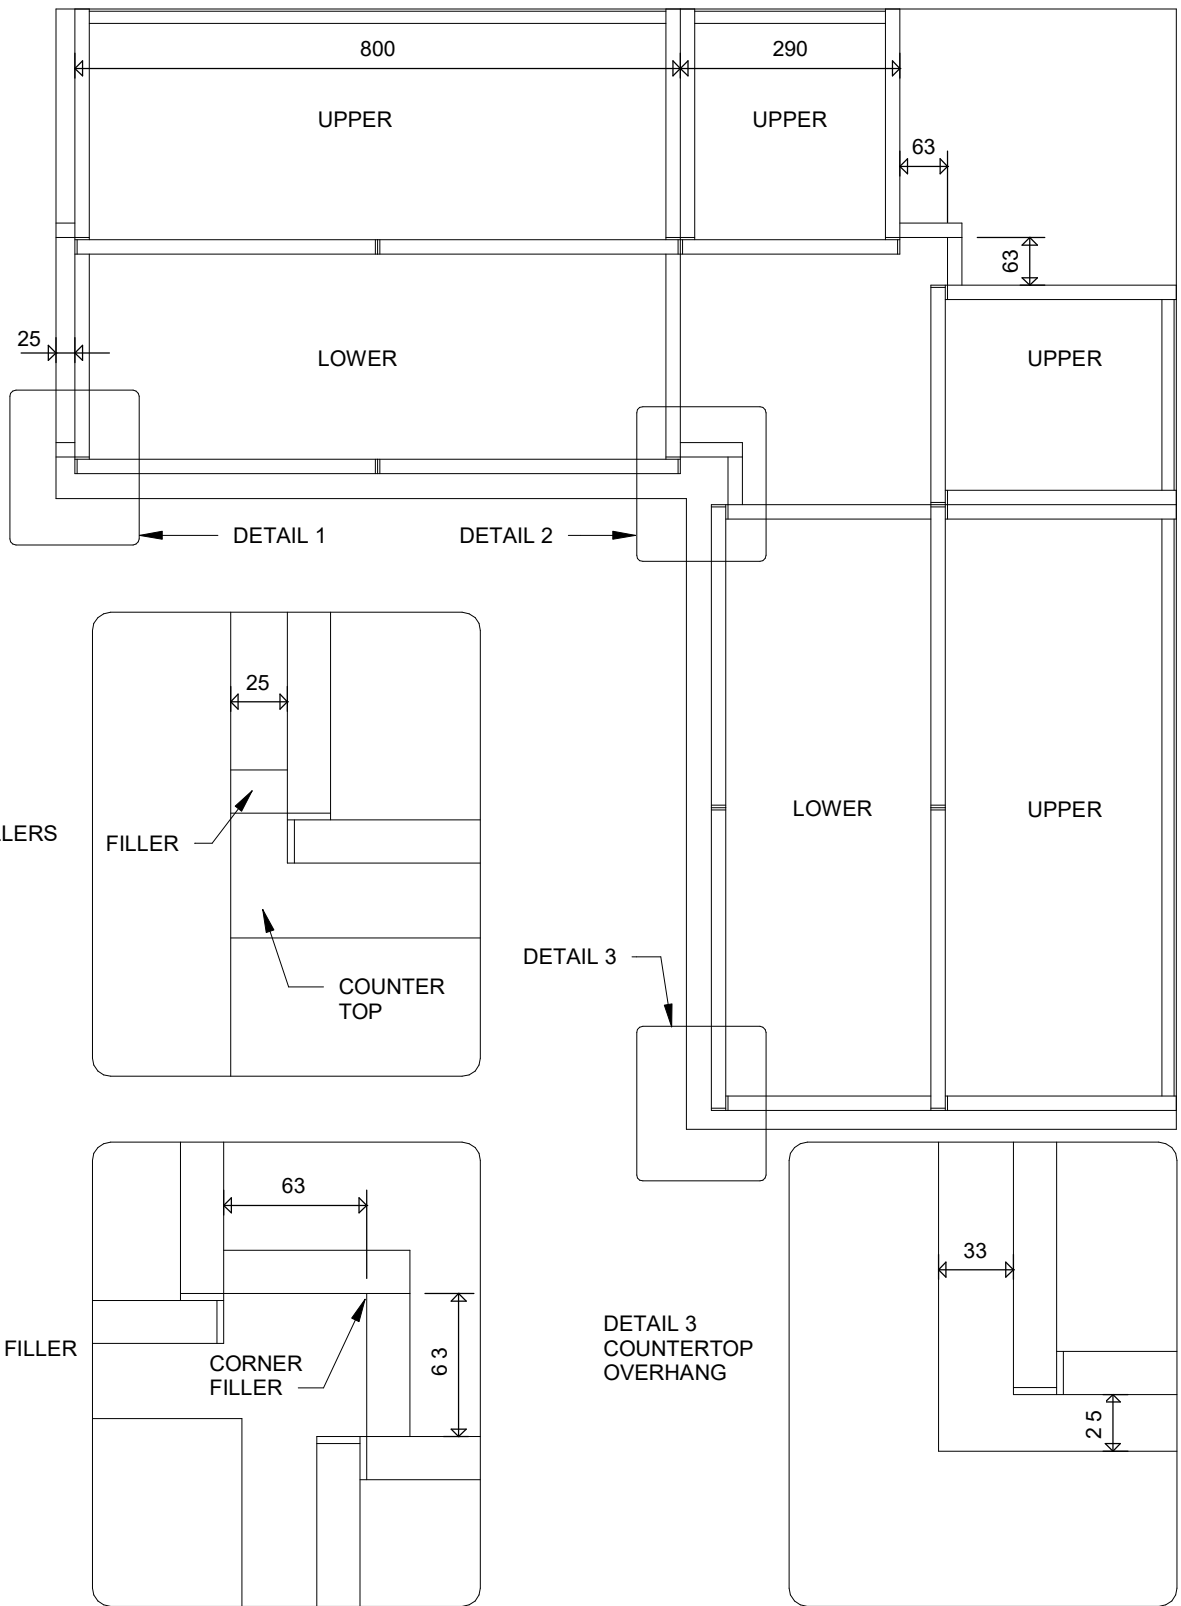 800
290
UPPER
UPPER
63
63
25
LOWER
UPPER
DETAIL 1
DETAIL 2
25
LOWER
UPPER
FILLER
COUNTER
TOP
DETAIL 3
63
63
FILLER
CORNER
FILLER
33
25
DETAIL 3
COUNTERTOP
OVERHANG